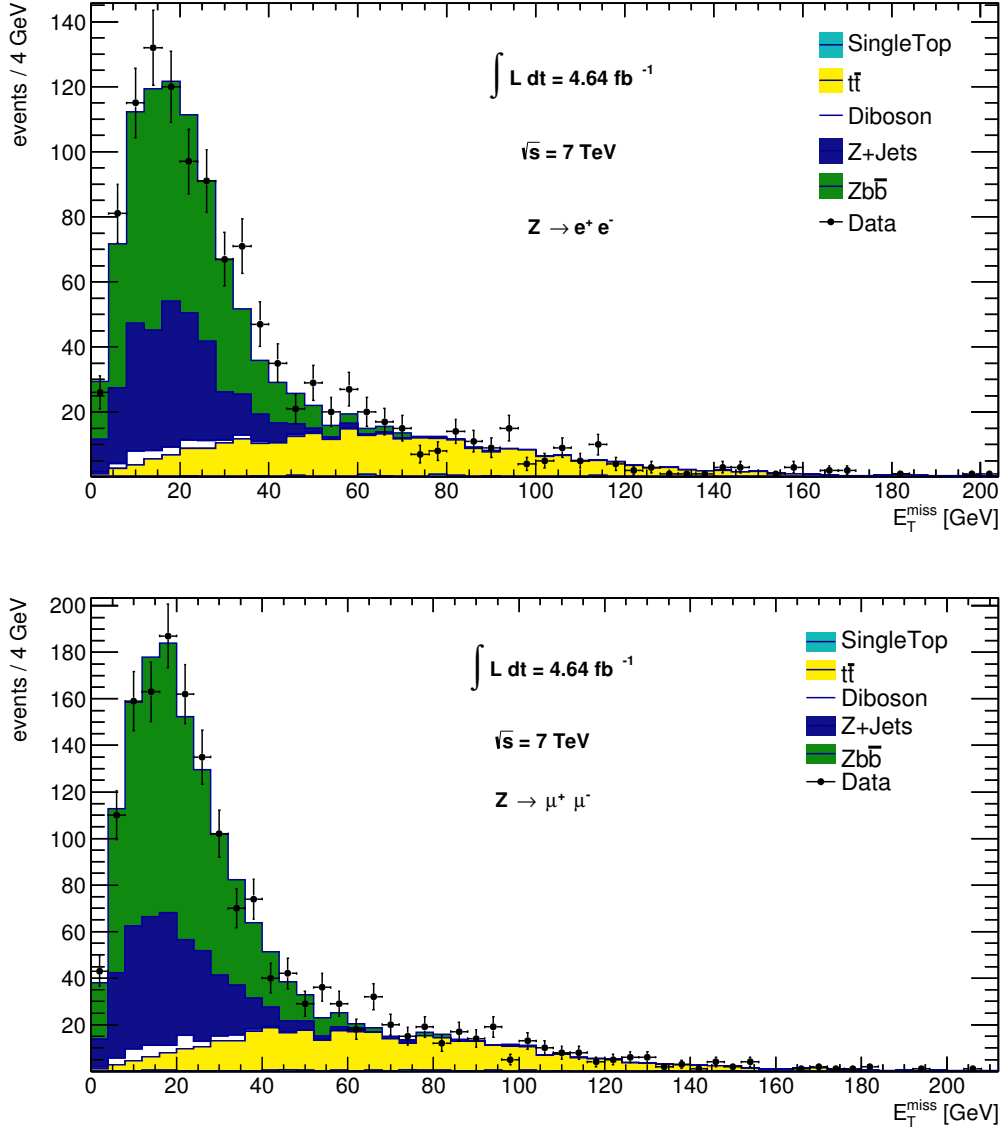 events / 4 GeV
140
120
100
80
60
40
20
∫ L dt = 4.64 fb -1
√s = 7 TeV
Z → e+ e-
SingleTop
tt̄
Diboson
Z+Jets
Zbb̄
Data
0 20 40 60 80 100 120 140 160 180 200
E_T^miss [GeV]
events / 4 GeV
200
180
160
140
120
100
80
60
40
20
∫ L dt = 4.64 fb -1
√s = 7 TeV
Z → μ+ μ-
SingleTop
tt̄
Diboson
Z+Jets
Zbb̄
Data
0 20 40 60 80 100 120 140 160 180 200
E_T^miss [GeV]